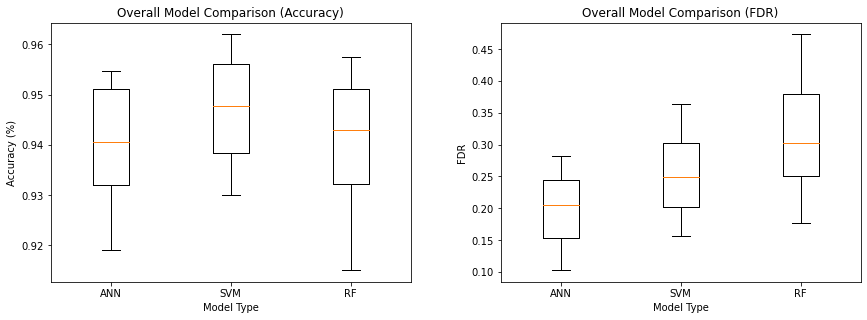 Overall Model Comparison (Accuracy)
Accuracy (%)
0.96
0.95
0.94
0.93
0.92
ANN SVM RF
Model Type
Overall Model Comparison (FDR)
FDR
0.45
0.40
0.35
0.30
0.25
0.20
0.15
0.10
ANN SVM RF
Model Type